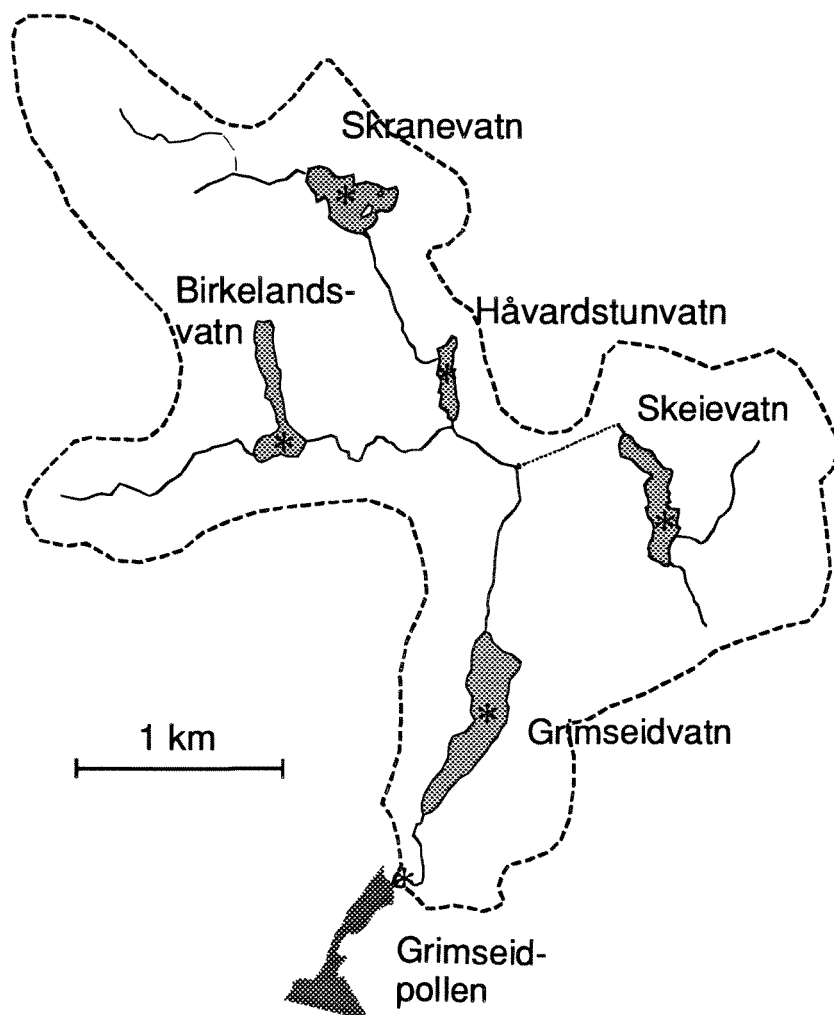 Skranevatn
Birkelands-
vatn
Håvardstunvatn
Skeievatn
Grimseidvatn
1 km
Grimseid-
pollen